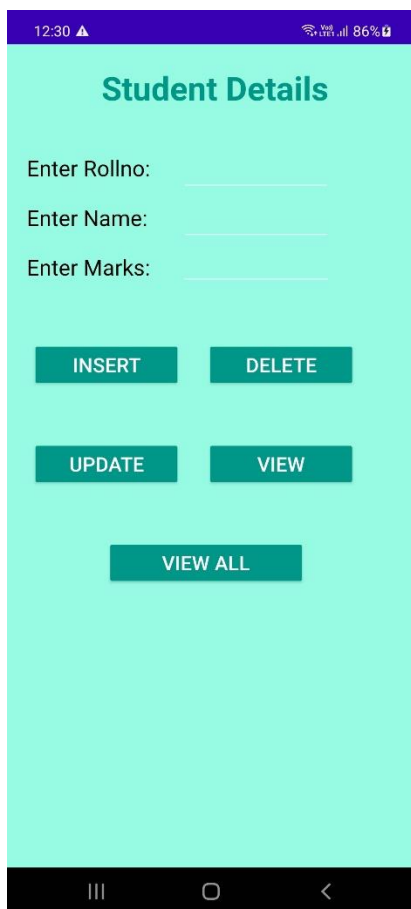 12:30 86%
Student Details
Enter Rollno:
Enter Name:
Enter Marks:
INSERT DELETE
UPDATE VIEW
VIEW ALL